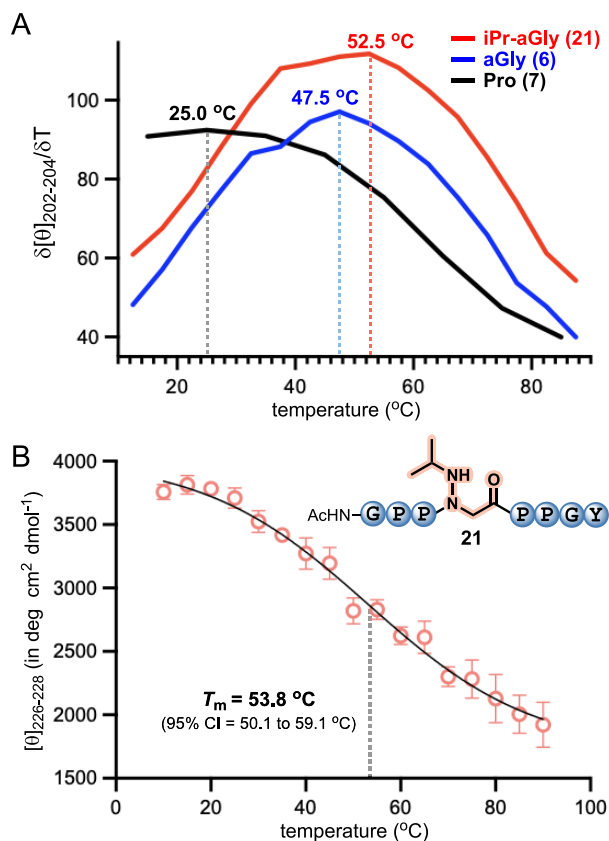 A
iPr-aGly (21)
aGly (6)
Pro (7)
52.5 °C
47.5 °C
25.0 °C
δ[θ]202-204/δT
100
80
60
40
20 40 60 80
temperature (°C)
B
[θ]226-228 (in deg cm² dmol⁻¹)
4000
3500
3000
2500
2000
1500
NH
O
N
AcHN G P P P P G Y
21
Tm = 53.8 °C
(95% CI = 50.1 to 59.1 °C)
0 20 40 60 80 100
temperature (°C)